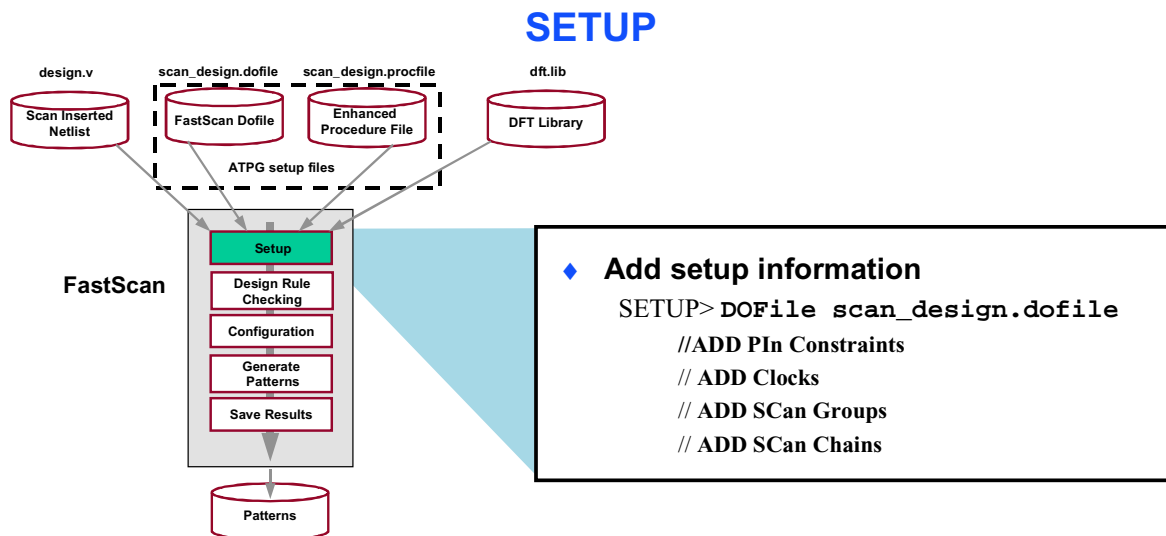 SETUP
design.v
scan_design.dofile
scan_design.procfile
dft.lib
Scan Inserted
Netlist
FastScan Dofile
Enhanced
Procedure File
DFT Library
ATPG setup files
FastScan
Setup
Design Rule
Checking
Configuration
Generate
Patterns
Save Results
Patterns
♦ Add setup information
SETUP> DOFile scan_design.dofile
//ADD PIn Constraints
// ADD Clocks
// ADD SCan Groups
// ADD SCan Chains